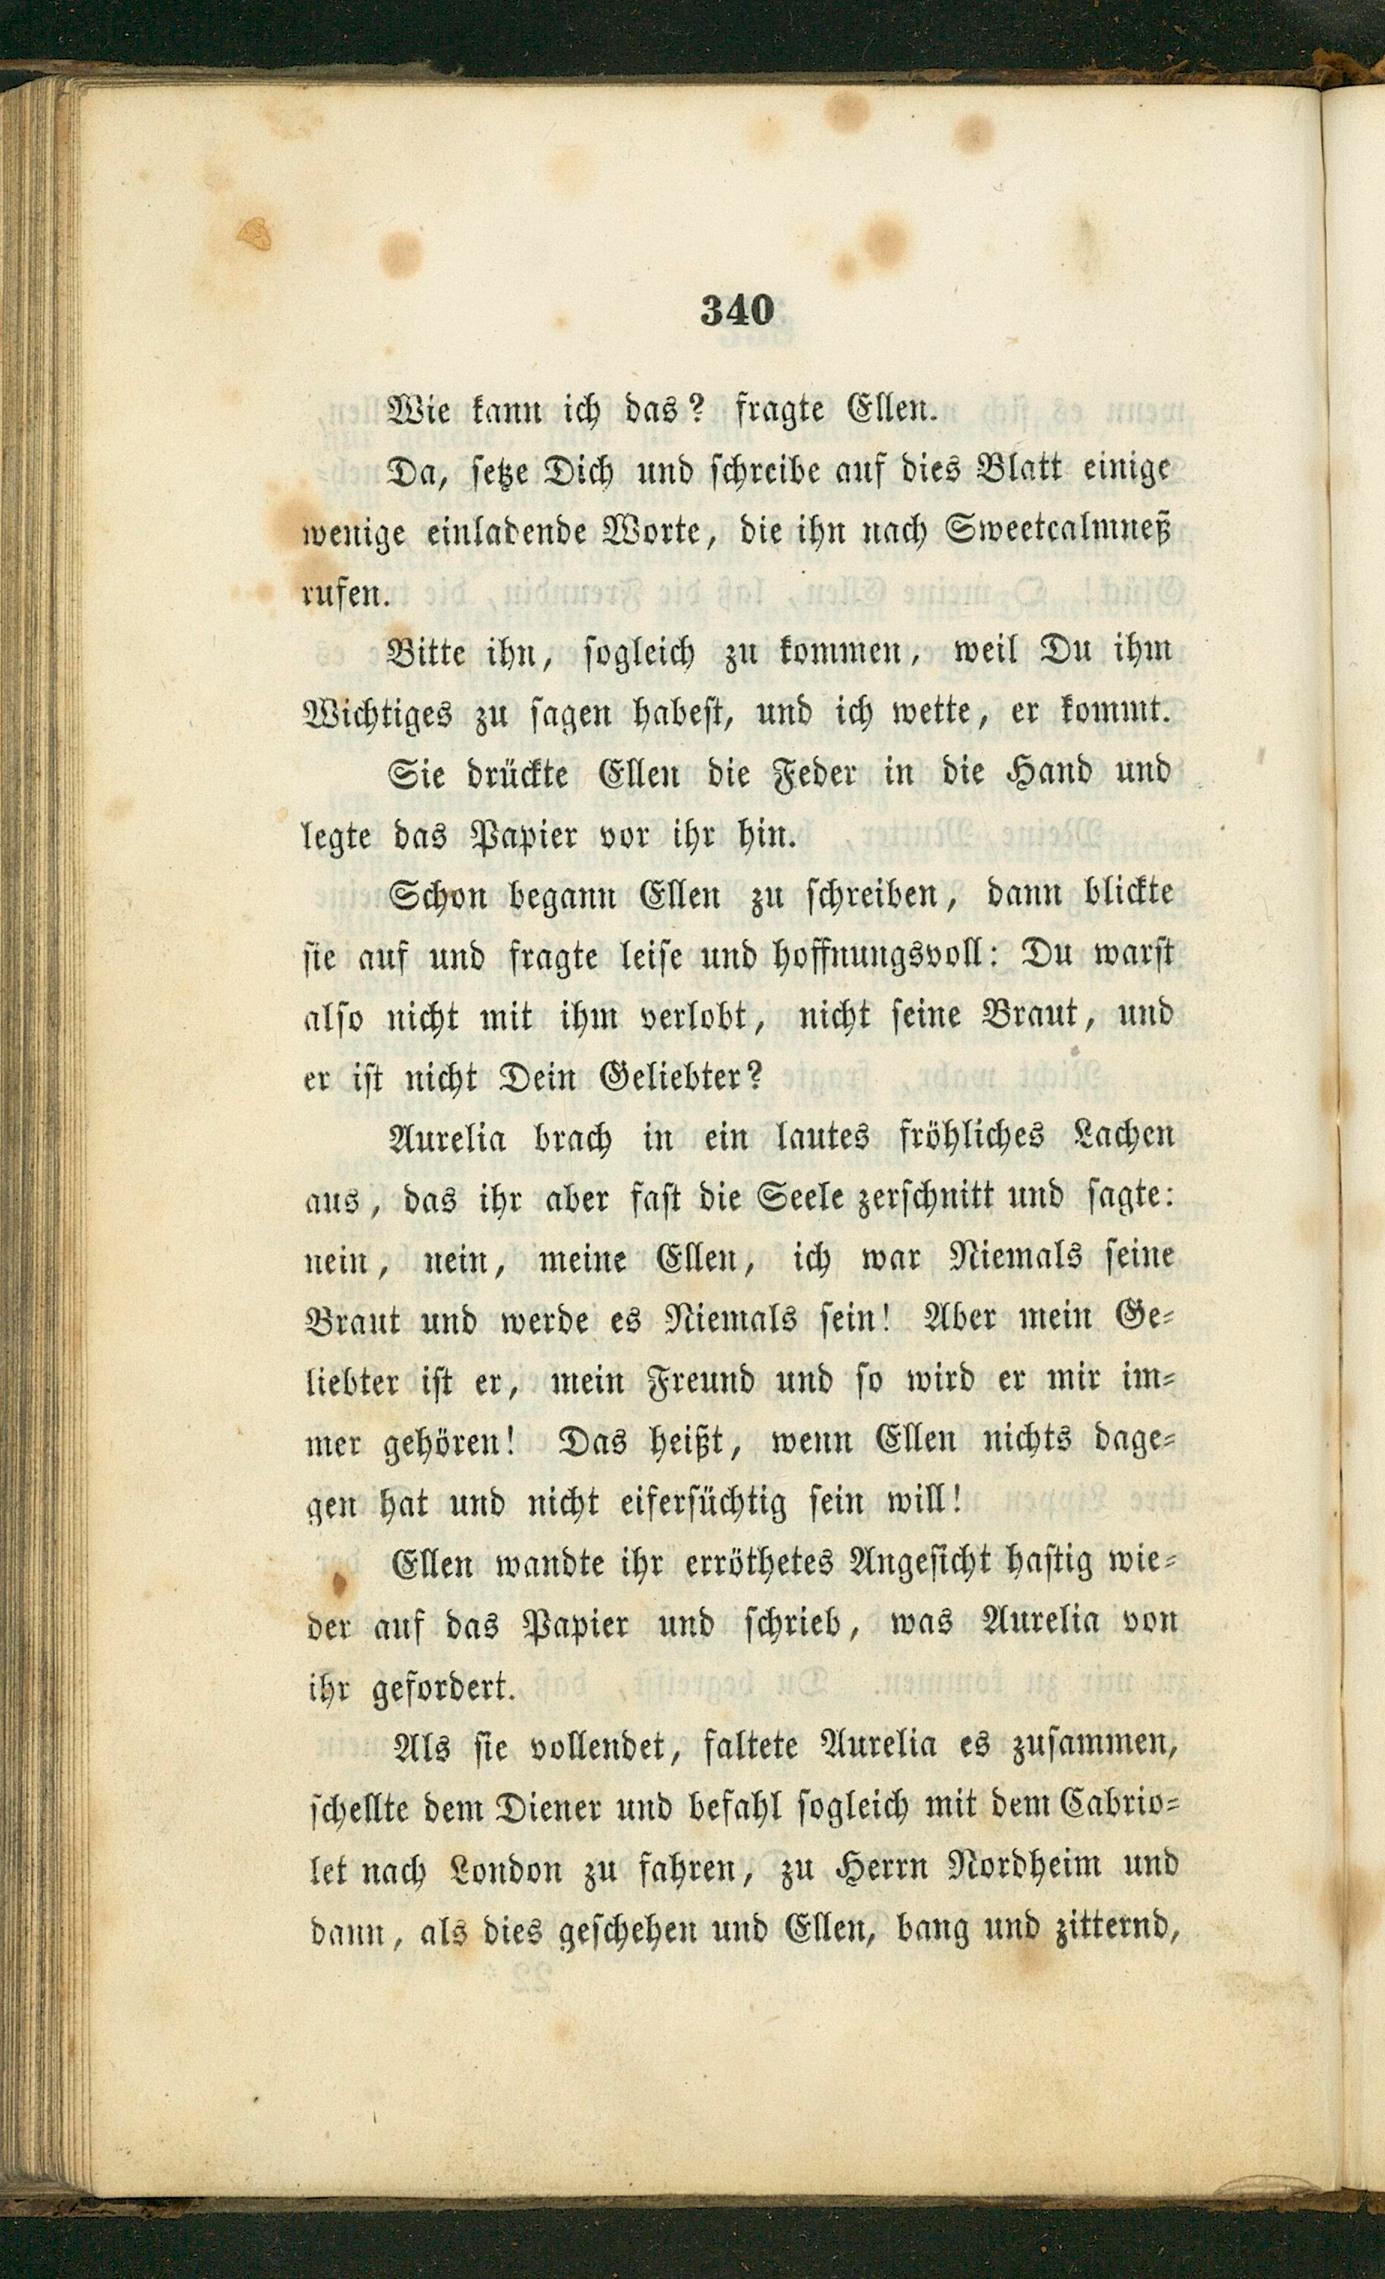 340
Wie kann ich das? fragte Ellen.
Da, setze Dich und schreibe auf dies Blatt einige
wenige einladende Worte, die ihn nach Sweetcalmneß
rufen.
Bitte ihn, sogleich zu kommen, weil Du ihm
Wichtiges zu sagen habest, und ich wette, er kommt.
Sie drückte Ellen die Feder in die Hand und
legte das Papier vor ihr hin.
Schon begann Ellen zu schreiben, dann blickte
sie auf und fragte leise und hoffnungsvoll: Du warst
also nicht mit ihm verlobt, nicht seine Braut, und
er ist nicht Dein Geliebter?
Aurelia brach in ein lautes fröhliches Lachen
aus, das ihr aber fast die Seele zerschnitt und sagte:
nein, nein, meine Ellen, ich war Niemals seine
Braut und werde es Niemals sein! Aber mein Ge-
liebter ist er, mein Freund und so wird er mir im-
mer gehören! Das heißt, wenn Ellen nichts dage-
gen hat und nicht eifersüchtig sein will!
Ellen wandte ihr erröthetes Angesicht hastig wie-
der auf das Papier und schrieb, was Aurelia von
ihr gefordert.
Als sie vollendet, faltete Aurelia es zusammen,
schellte dem Diener und befahl sogleich mit dem Cabrio-
let nach London zu fahren, zu Herrn Nordheim und
dann, als dies geschehen und Ellen, bang und zitternd,